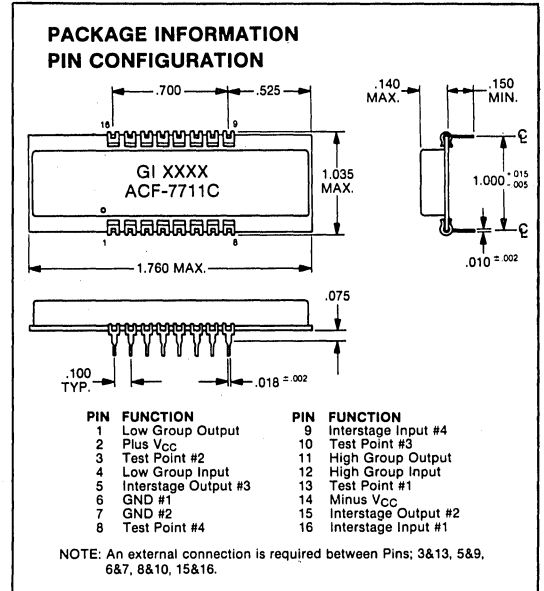 PACKAGE INFORMATION
PIN CONFIGURATION
.700
.525
.140
MAX.
.150
MIN.
16
9
GI XXXX
ACF-7711C
1.035
MAX.
1.000 +.015 -.005
1
8
1.760 MAX.
.010 ±.002
.075
.100
TYP.
.018 ±.002
PIN FUNCTION
1 Low Group Output
2 Plus VCC
3 Test Point #2
4 Low Group Input
5 Interstage Output #3
6 GND #1
7 GND #2
8 Test Point #4
PIN FUNCTION
9 Interstage Input #4
10 Test Point #3
11 High Group Output
12 High Group Input
13 Test Point #1
14 Minus VCC
15 Interstage Output #2
16 Interstage Input #1
NOTE: An external connection is required between Pins; 3&13, 5&9,
6&7, 8&10, 15&16.